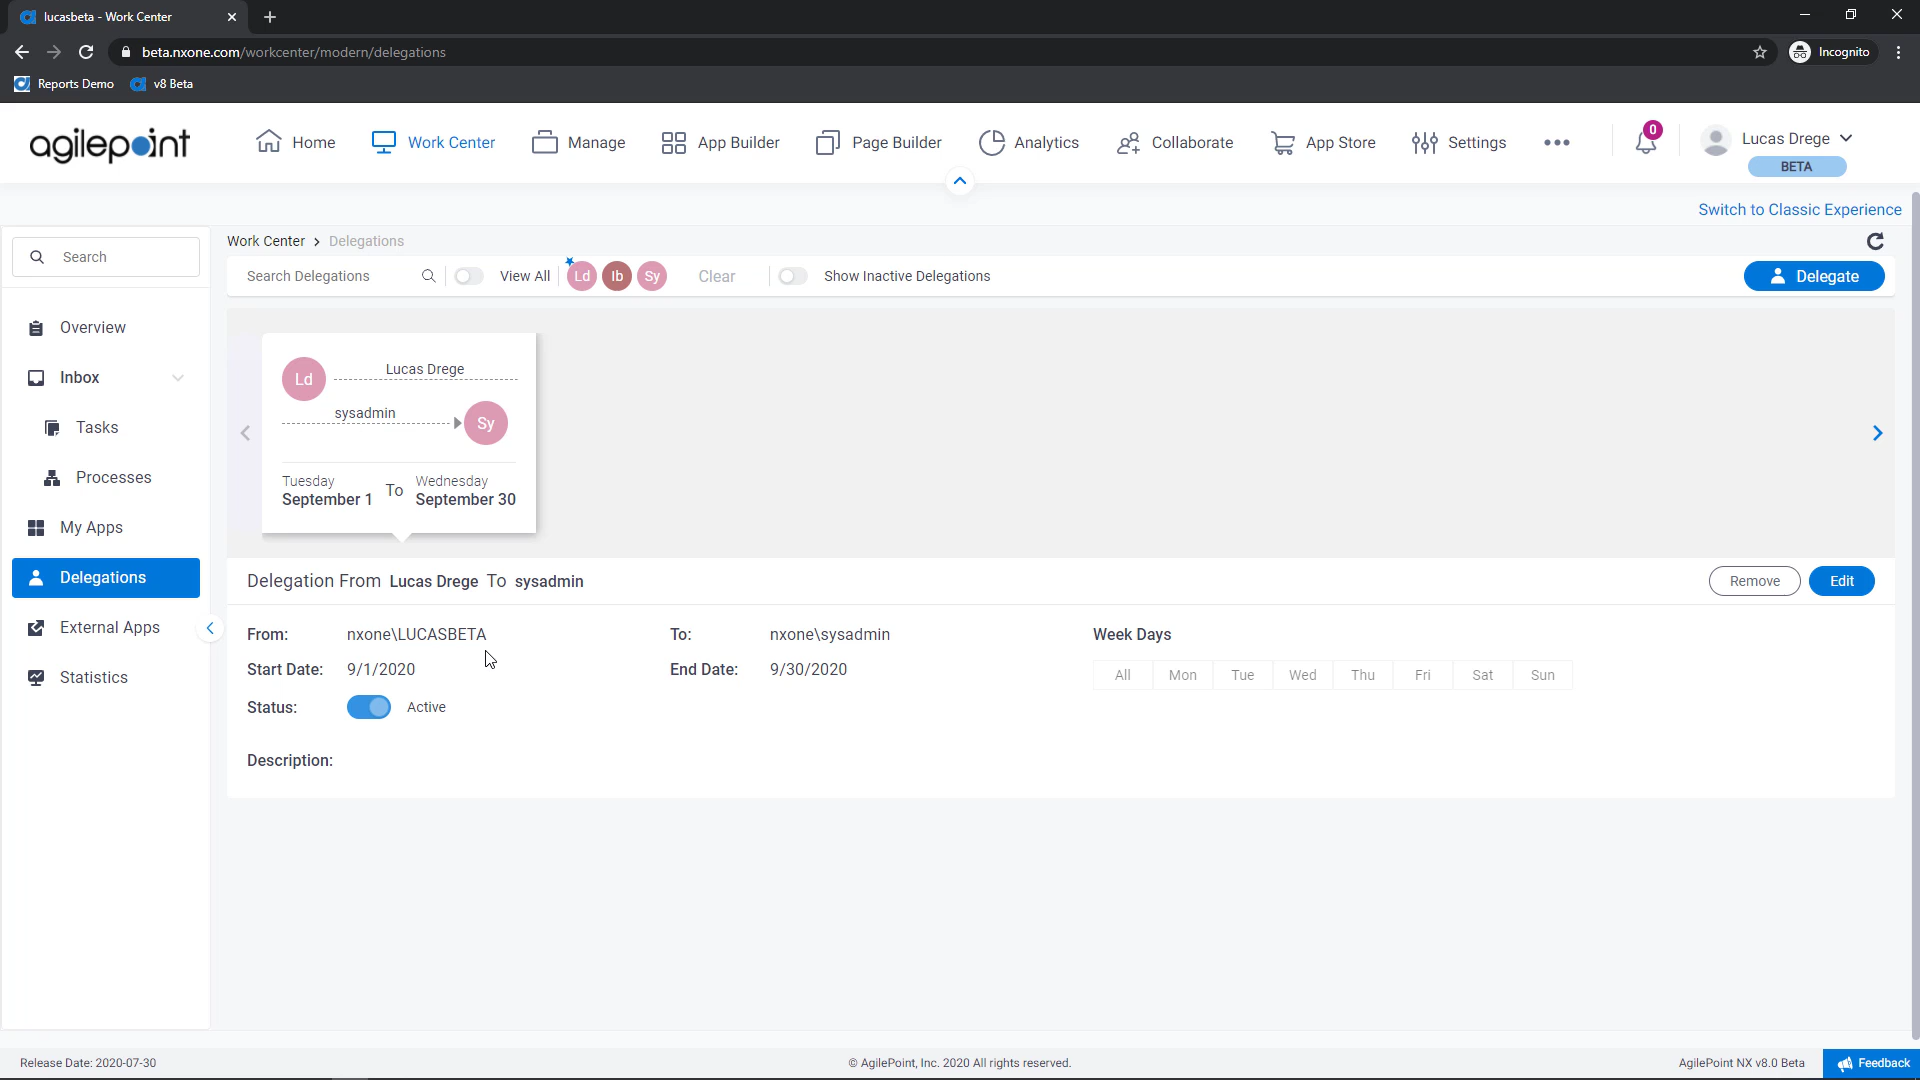 lucasbeta - Work Center
beta.nxone.com/workcenter/modern/delegations
Incognito
Reports Demo
v8 Beta
agilepoint
Home
Work Center
Manage
App Builder
Page Builder
Analytics
Collaborate
App Store
Settings
0
Lucas Drege
BETA
Switch to Classic Experience
Search
Work Center > Delegations
Search Delegations
View All
Ld
Ib
Sy
Clear
Show Inactive Delegations
Delegate
Overview
Inbox
Tasks
Processes
My Apps
Delegations
External Apps
Statistics
Ld
Lucas Drege
sysadmin
Sy
Tuesday
September 1
To
Wednesday
September 30
Delegation From Lucas Drege To sysadmin
Remove
Edit
From: nxone\LUCASBETA
To: nxone\sysadmin
Week Days
Start Date: 9/1/2020
End Date: 9/30/2020
All Mon Tue Wed Thu Fri Sat Sun
Status: Active
Description:
Release Date: 2020-07-30
© AgilePoint, Inc. 2020 All rights reserved.
AgilePoint NX v8.0 Beta
Feedback